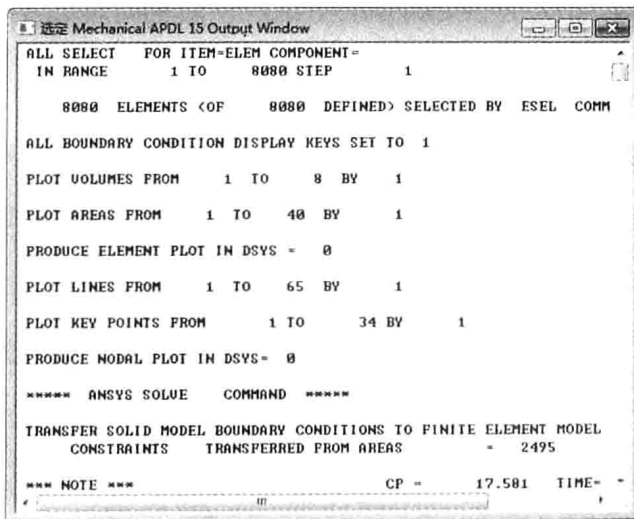 选定 Mechanical APDL 15 Output Window
ALL SELECT FOR ITEM=ELEM COMPONENT=
IN RANGE 1 TO 8080 STEP 1
8080 ELEMENTS (OF 8080 DEFINED) SELECTED BY ESEL COMM
ALL BOUNDARY CONDITION DISPLAY KEYS SET TO 1
PLOT VOLUMES FROM 1 TO 8 BY 1
PLOT AREAS FROM 1 TO 40 BY 1
PRODUCE ELEMENT PLOT IN DSYS = 0
PLOT LINES FROM 1 TO 65 BY 1
PLOT KEY POINTS FROM 1 TO 34 BY 1
PRODUCE NODAL PLOT IN DSYS= 0
***** ANSYS SOLVE COMMAND *****
TRANSFER SOLID MODEL BOUNDARY CONDITIONS TO FINITE ELEMENT MODEL
CONSTRAINTS TRANSFERRED FROM AREAS = 2495
*** NOTE *** CP = 17.581 TIME=